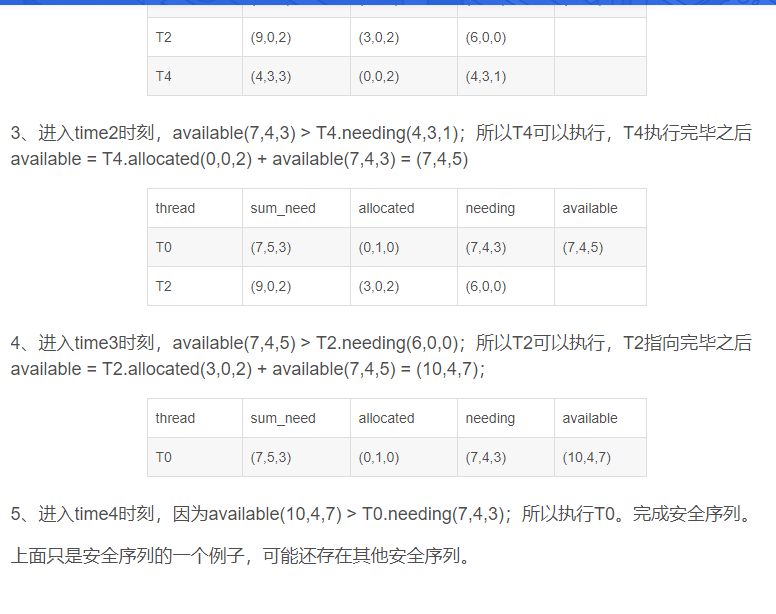 T2 (9,0,2) (3,0,2) (6,0,0)
T4 (4,3,3) (0,0,2) (4,3,1)
3、进入time2时刻，available(7,4,3) > T4.needing(4,3,1)；所以T4可以执行，T4执行完毕之后
available = T4.allocated(0,0,2) + available(7,4,3) = (7,4,5)
thread sum_need allocated needing available
T0 (7,5,3) (0,1,0) (7,4,3) (7,4,5)
T2 (9,0,2) (3,0,2) (6,0,0)
4、进入time3时刻，available(7,4,5) > T2.needing(6,0,0)；所以T2可以执行，T2指向完毕之后
available = T2.allocated(3,0,2) + available(7,4,5) = (10,4,7)；
thread sum_need allocated needing available
T0 (7,5,3) (0,1,0) (7,4,3) (10,4,7)
5、进入time4时刻，因为available(10,4,7) > T0.needing(7,4,3)；所以执行T0。完成安全序列。
上面只是安全序列的一个例子，可能还存在其他安全序列。